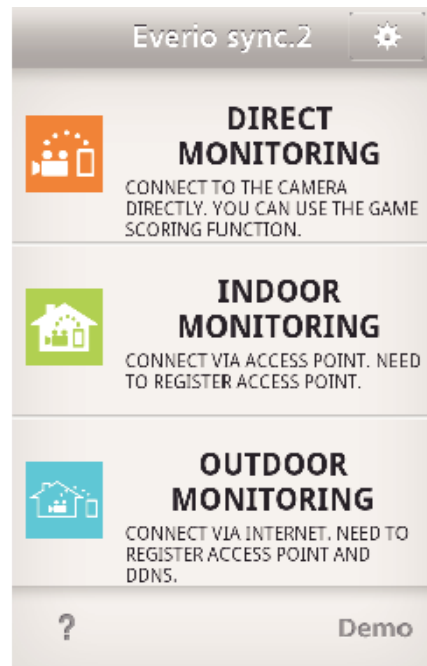 Everio sync.2
DIRECT
MONITORING
CONNECT TO THE CAMERA
DIRECTLY. YOU CAN USE THE GAME
SCORING FUNCTION.
INDOOR
MONITORING
CONNECT VIA ACCESS POINT. NEED
TO REGISTER ACCESS POINT.
OUTDOOR
MONITORING
CONNECT VIA INTERNET. NEED TO
REGISTER ACCESS POINT AND
DDNS.
? Demo